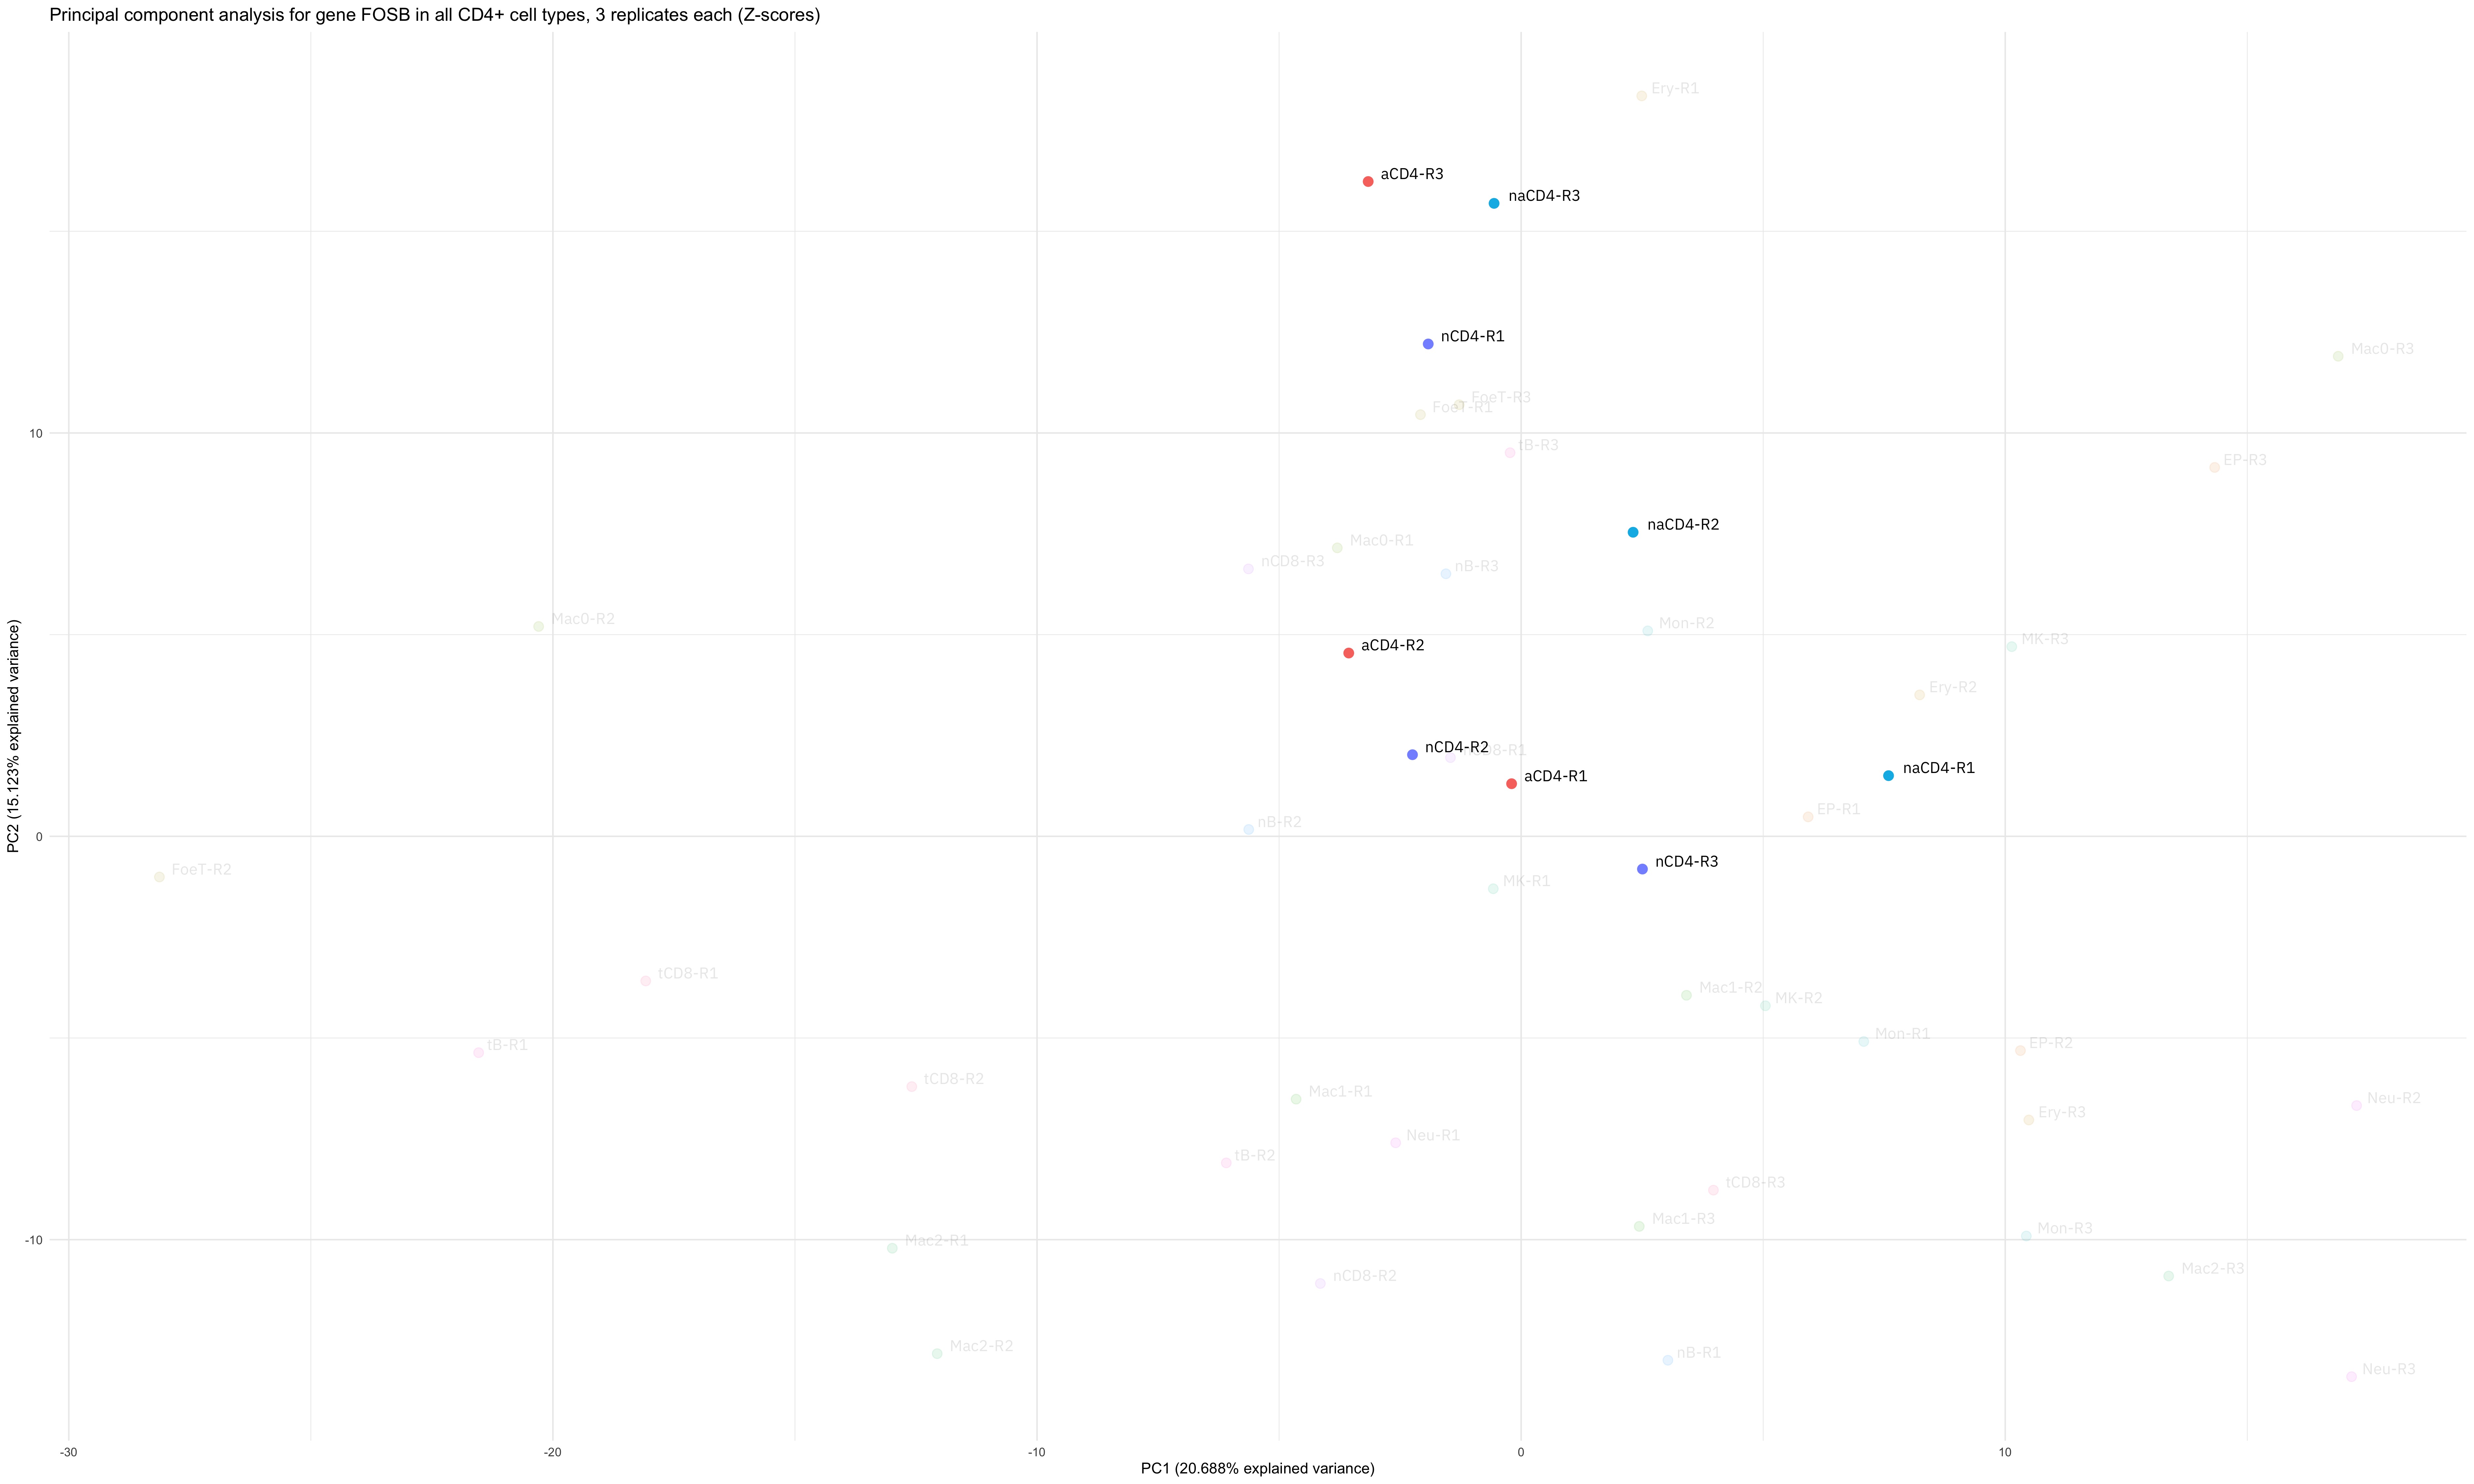 Principal component analysis for gene FOSB in all CD4+ cell types, 3 replicates each (Z-scores)
Ery-R1
aCD4-R3
naCD4-R3
nCD4-R1
Mac0-R3
FoeT-R3
FoeT-R1
10
tB-R3
EP-R3
naCD4-R2
Mac0-R1
nCD8-R3
nB-R3
Mac0-R2
Mon-R2
MK-R3
aCD4-R2
Ery-R2
nCD4-R2
aCD4-R1
naCD4-R1
EP-R1
nB-R2
0
nCD4-R3
FoeT-R2
MK-R1
PC2 (15.123% explained variance)
tCD8-R1
Mac1-R2
MK-R2
Mon-R1
tB-R1
EP-R2
tCD8-R2
Mac1-R1
Neu-R2
Ery-R3
Neu-R1
tB-R2
tCD8-R3
Mac1-R3
Mon-R3
-10
Mac2-R1
Mac2-R3
nCD8-R2
Mac2-R2
nB-R1
Neu-R3
-30
-20
-10
0
10
PC1 (20.688% explained variance)